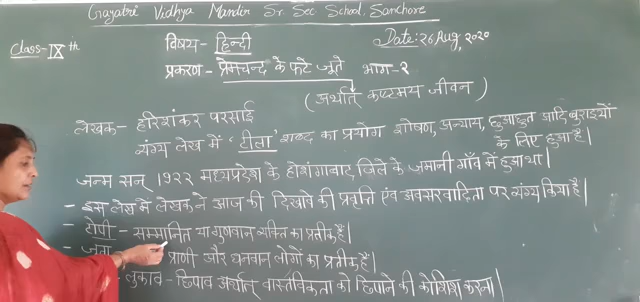 Gayatri Vidhya Mandir Sr. Sec School, Sanchore
Class-IXth
विषय- हिन्दी
Date: 26 Aug, 2020
प्रकरण- प्रेमचन्द के फटे जूते भाग-2
(अर्थात् कष्टमय जीवन)
लेखक- हरिशंकर परसाई
व्यंग्य लेख में 'टीला' शब्द का प्रयोग शोषण, अन्याय, छुआछुत आदि बुराइयों के लिए हुआ है।
जन्म सन् १९२२ मध्यप्रदेश के होशंगाबाद जिले के जमानी गाँव में हुआ था।
- इस लेख में लेखक ने आज की दिखावे की प्रवृत्ति एंव अवसरवादिता पर व्यंग्य किया है।
- टोपी - सम्मानित या गुणवान व्यक्ति का प्रतीक है।
- जूता प्राणी और धनवान लोगों का प्रतीक है।
- लुकाव - छिपाव अर्थात् वास्तविकता को छिपाने की कोशिश करना।